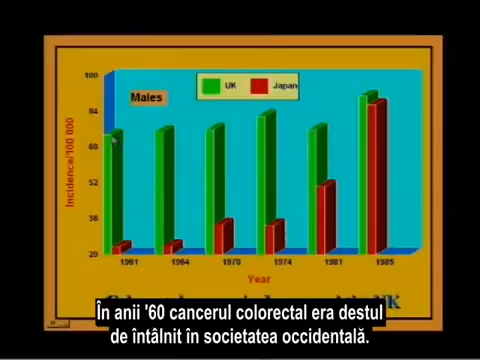 100
84
68
52
36
20
Incidence/100 000
Males
UK
Japan
1961
1964
1970
1974
1981
1985
Year
UK
În anii '60 cancerul colorectal era destul
de întâlnit în societatea occidentală.